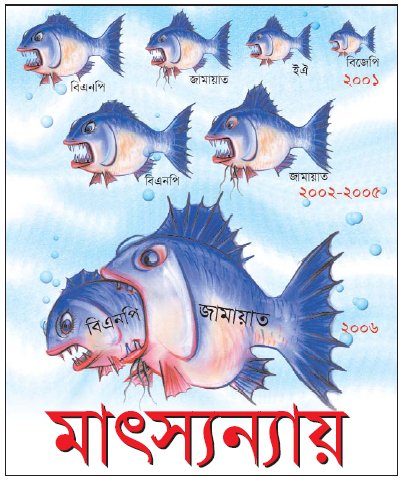 বিএনপি
জামায়াত
ইঐ
বিজেপি
২০০১
বিএনপি
জামায়াত
২০০২-২০০৫
বিএনপি
জামায়াত
২০০৬
মাৎস্যন্যায়